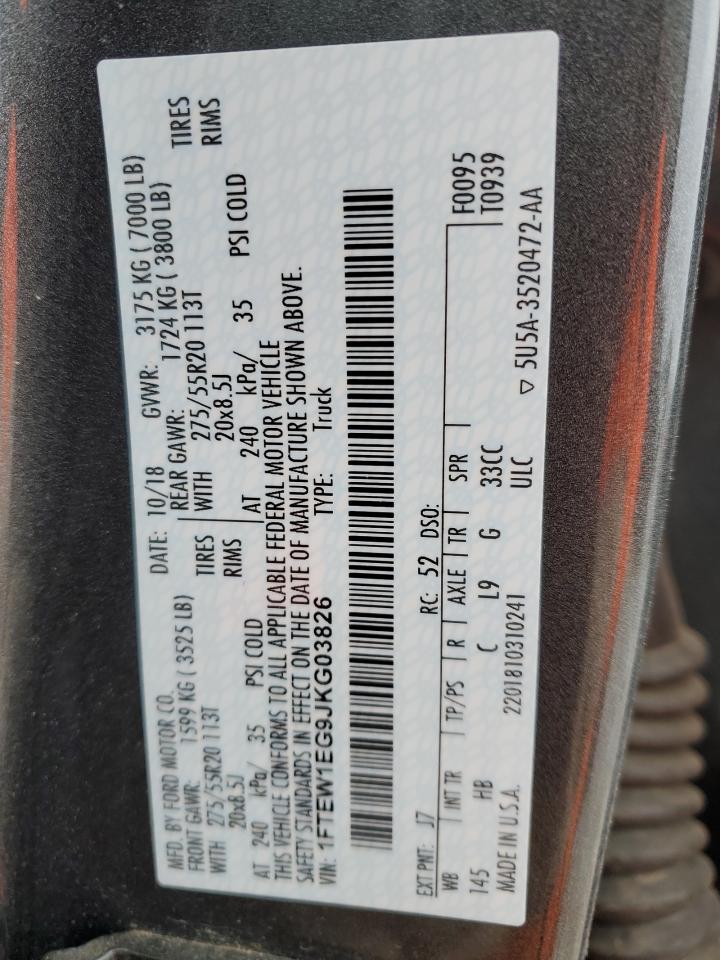 MFD. BY FORD MOTOR CO.
DATE: 10/18 GVWR: 3175 KG ( 7000 LB)
FRONT GAWR: 1599 KG ( 3525 LB) REAR GAWR: 1724 KG ( 3800 LB)
WITH 275/55R20 113T TIRES WITH 275/55R20 113T TIRES
20x8.5J RIMS 20x8.5J RIMS
AT 240 kPa/ 35 PSI COLD AT 240 kPa/ 35 PSI COLD
THIS VEHICLE CONFORMS TO ALL APPLICABLE FEDERAL MOTOR VEHICLE
SAFETY STANDARDS IN EFFECT ON THE DATE OF MANUFACTURE SHOWN ABOVE.
VIN: 1FTEW1EG9JKG03826 TYPE: Truck
EXT PNT: J7 RC: 52 DSO: F0095
WB INT TR TP/PS R AXLE TR SPR T0939
145 HB C L9 G 33CC
MADE IN U.S.A. 2201810310241 ULC ▽ 5U5A-3520472-AA